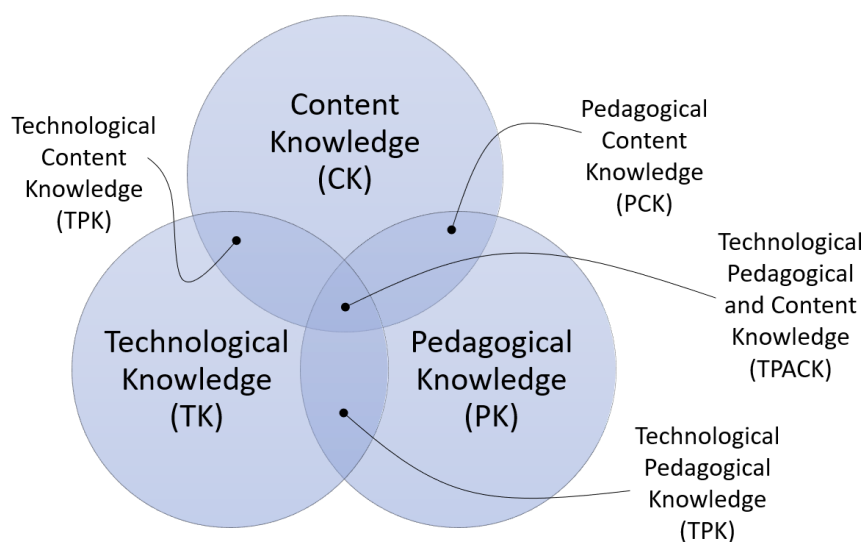 Content
Knowledge
(CK)
Technological
Content
Knowledge
(TPK)
Pedagogical
Content
Knowledge
(PCK)
Technological
Pedagogical
and Content
Knowledge
(TPACK)
Technological
Knowledge
(TK)
Pedagogical
Knowledge
(PK)
Technological
Pedagogical
Knowledge
(TPK)